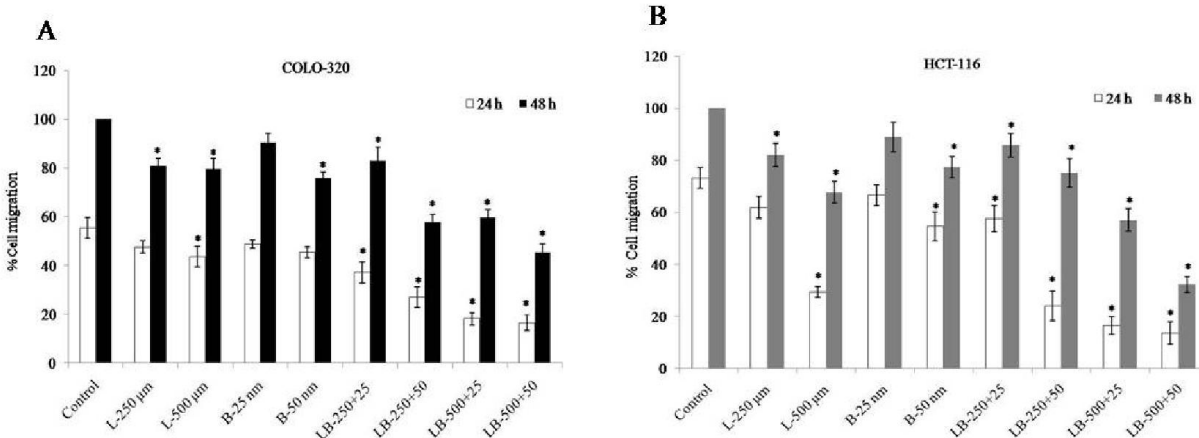 A
COLO-320
24 h 48 h
% Cell migration
120
100
80
60
40
20
0
* * * * * * *
* * * * *
Control L-250 μm L-500 μm B-25 nm B-50 nm LB-250+25 LB-250+50 LB-500+25 LB-500+50
B
HCT-116
24 h 48 h
% Cell migration
120
100
80
60
40
20
0
* * * * * * *
* * * * * *
Control L-250 μm L-500 μm B-25 nm B-50 nm LB-250+25 LB-250+50 LB-500+25 LB-500+50